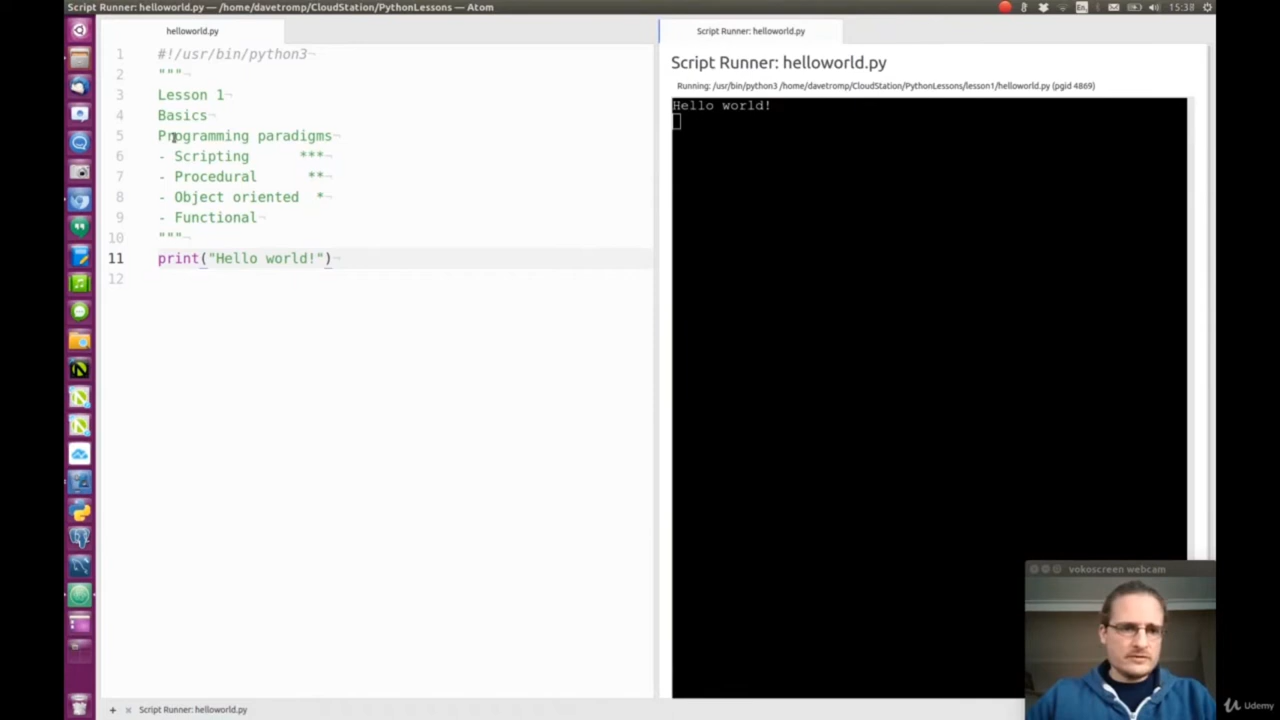 Script Runner: helloworld.py — /home/davetromp/CloudStation/PythonLessons — Atom
En
15:38
helloworld.py
1 #!/usr/bin/python3
2 """
3 Lesson 1
4 Basics
5 Programming paradigms
6 - Scripting ***
7 - Procedural **
8 - Object oriented *
9 - Functional
10 """
11 print("Hello world!")
12
Script Runner: helloworld.py
Script Runner: helloworld.py
Running: /usr/bin/python3 /home/davetromp/CloudStation/PythonLessons/lesson1/helloworld.py (pgid 4869)
Hello world!
vokoscreen webcam
+ × Script Runner: helloworld.py
Udemy